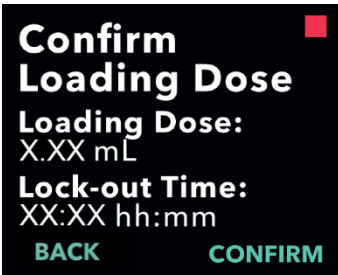 Confirm
Loading Dose
Loading Dose:
X.XX mL
Lock-out Time:
XX:XX hh:mm
BACK CONFIRM